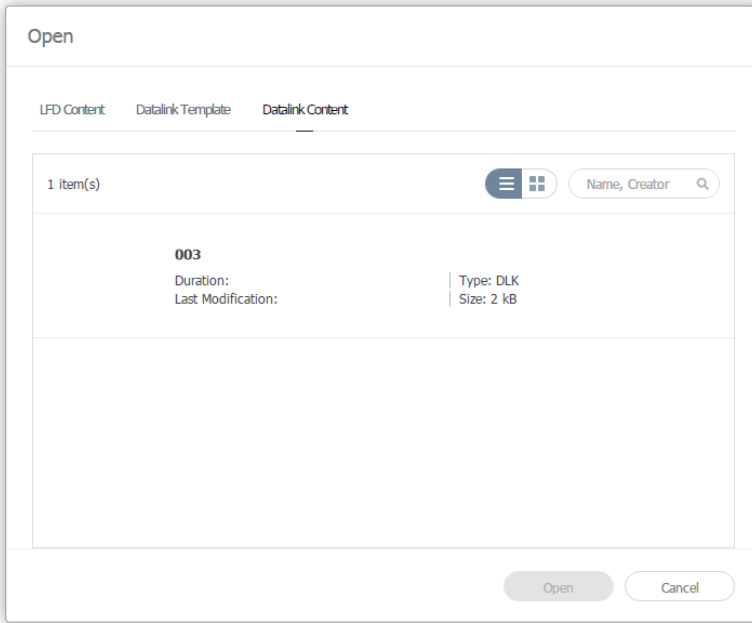 Open
LFD Content Datalink Template Datalink Content
1 item(s) Name, Creator
003
Duration: Type: DLK
Last Modification: Size: 2 kB
Open Cancel